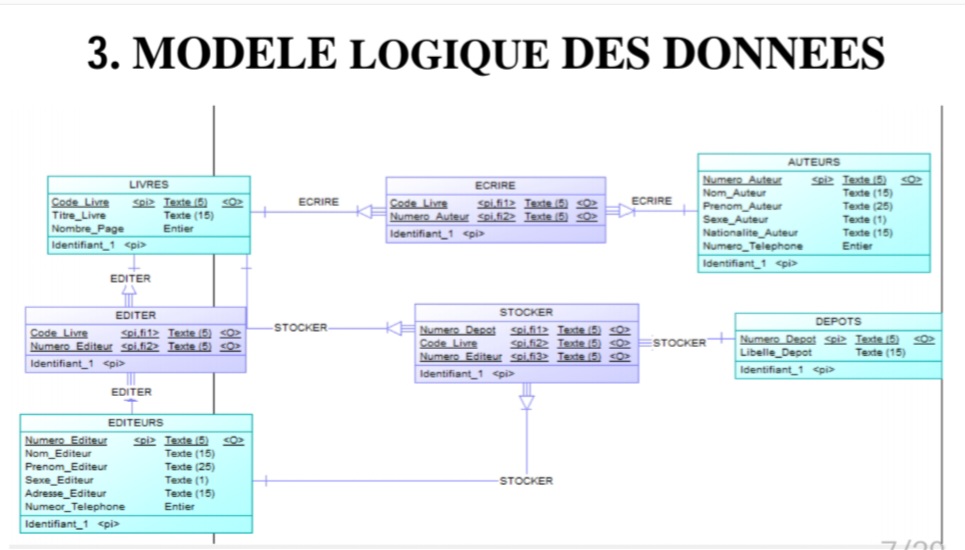 3. MODELE LOGIQUE DES DONNEES
LIVRES
Code_Livre <pi> Texte (5) <O>
Titre_Livre Texte (15)
Nombre_Page Entier
Identifiant_1 <pi>
ECRIRE
ECRIRE
Code_Livre <pi,fi1> Texte (5) <O>
Numero_Auteur <pi,fi2> Texte (5) <O>
Identifiant_1 <pi>
ECRIRE
AUTEURS
Numero_Auteur <pi> Texte (5) <O>
Nom_Auteur Texte (15)
Prenom_Auteur Texte (25)
Sexe_Auteur Texte (1)
Nationalite_Auteur Texte (15)
Numero_Telephone Entier
Identifiant_1 <pi>
EDITER
EDITER
Code_Livre <pi,fi1> Texte (5) <O>
Numero_Editeur <pi,fi2> Texte (5) <O>
Identifiant_1 <pi>
EDITER
STOCKER
STOCKER
Numero_Depot <pi,fi1> Texte (5) <O>
Code_Livre <pi,fi2> Texte (5) <O>
Numero_Editeur <pi,fi3> Texte (5) <O>
Identifiant_1 <pi>
STOCKER
DEPOTS
Numero_Depot <pi> Texte (5) <O>
Libelle_Depot Texte (15)
Identifiant_1 <pi>
EDITEURS
Numero_Editeur <pi> Texte (5) <O>
Nom_Editeur Texte (15)
Prenom_Editeur Texte (25)
Sexe_Editeur Texte (1)
Adresse_Editeur Texte (15)
Numeor_Telephone Entier
Identifiant_1 <pi>
STOCKER